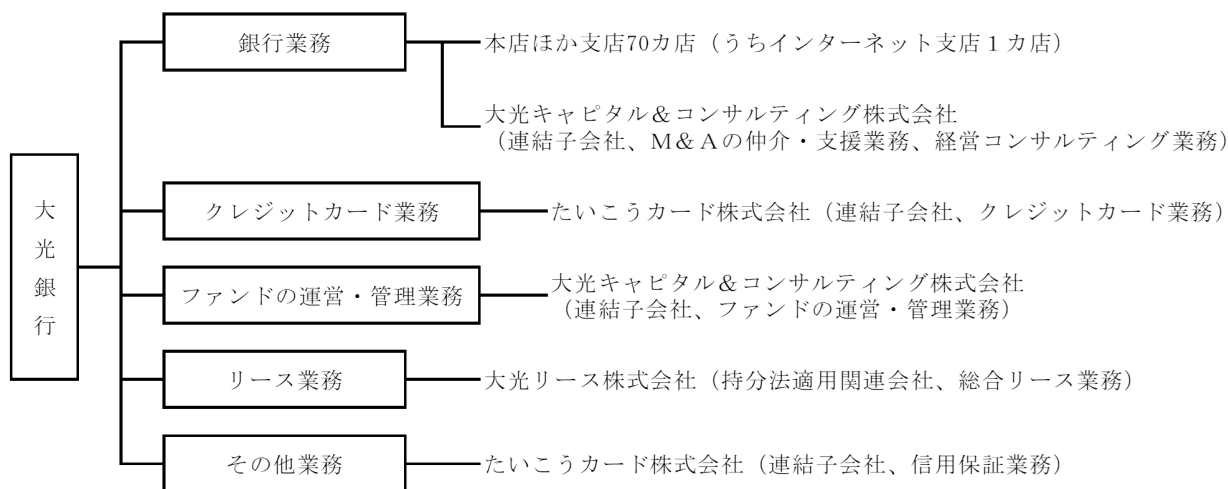 大光銀行
銀行業務
本店ほか支店70カ店（うちインターネット支店１カ店）
大光キャピタル＆コンサルティング株式会社
（連結子会社、Ｍ＆Ａの仲介・支援業務、経営コンサルティング業務）
クレジットカード業務
たいこうカード株式会社（連結子会社、クレジットカード業務）
ファンドの運営・管理業務
大光キャピタル＆コンサルティング株式会社
（連結子会社、ファンドの運営・管理業務）
リース業務
大光リース株式会社（持分法適用関連会社、総合リース業務）
その他業務
たいこうカード株式会社（連結子会社、信用保証業務）